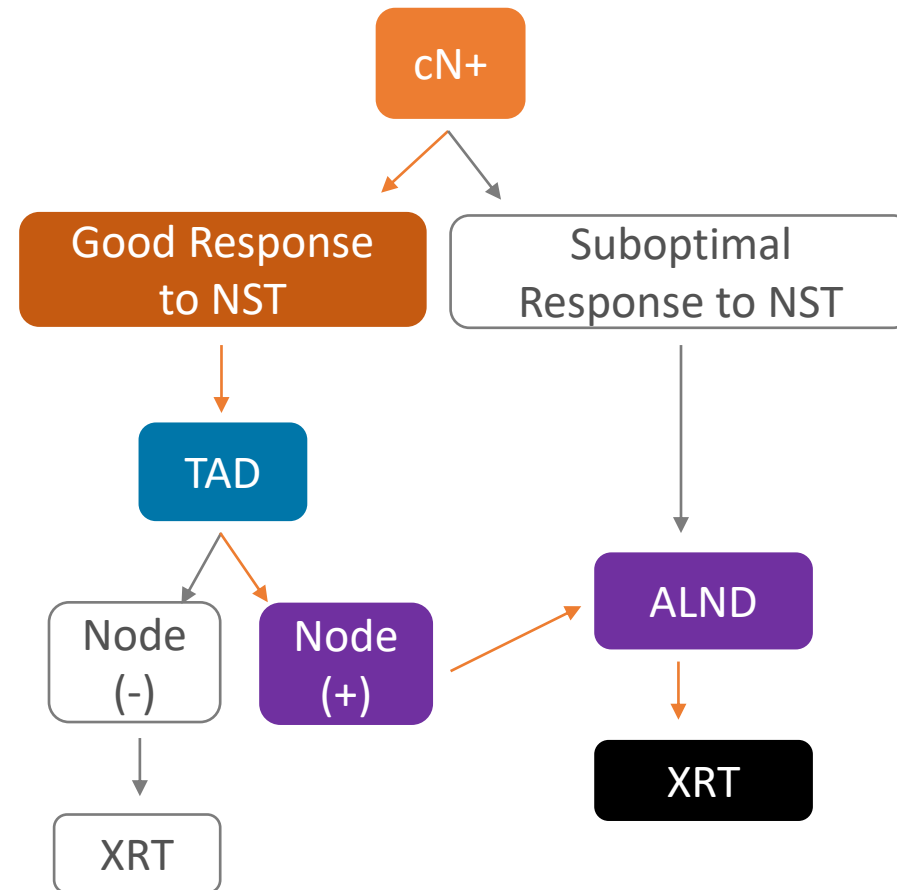 cN+
Good Response
to NST
Suboptimal
Response to NST
TAD
Node
(-)
Node
(+)
ALND
XRT
XRT